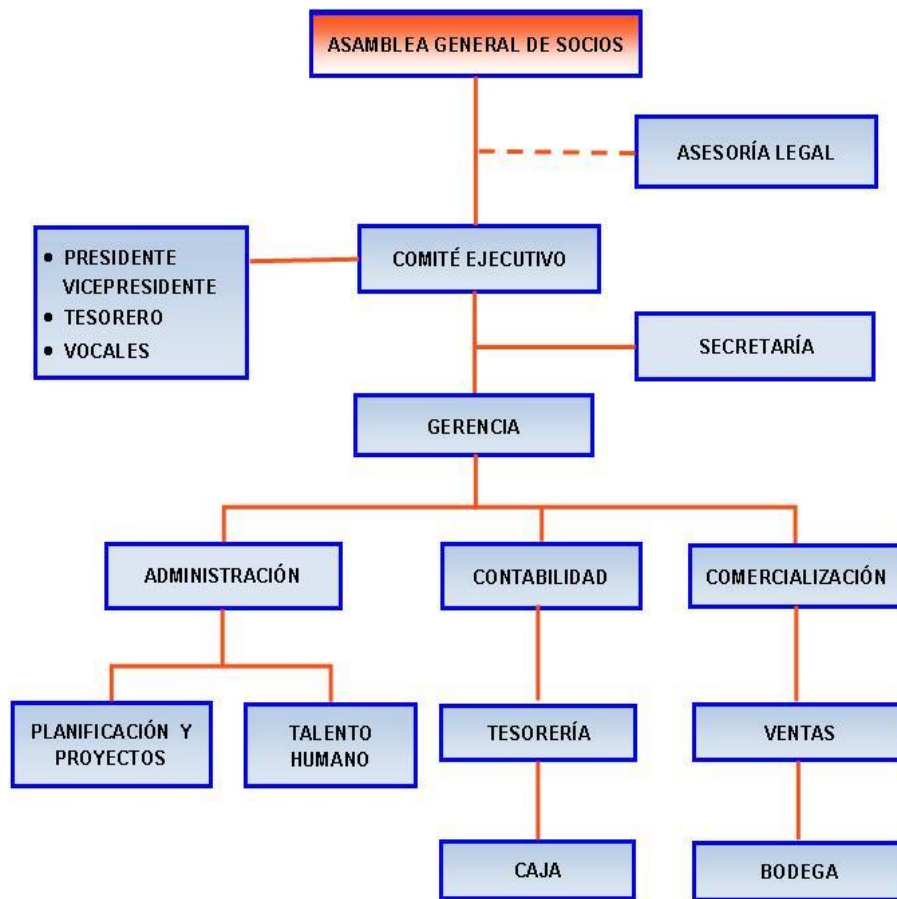 ASAMBLEA GENERAL DE SOCIOS
ASESORÍA LEGAL
COMITÉ EJECUTIVO
• PRESIDENTE
VICEPRESIDENTE
• TESORERO
• VOCALES
SECRETARÍA
GERENCIA
ADMINISTRACIÓN
CONTABILIDAD
COMERCIALIZACIÓN
PLANIFICACIÓN Y
PROYECTOS
TALENTO
HUMANO
TESORERÍA
VENTAS
CAJA
BODEGA